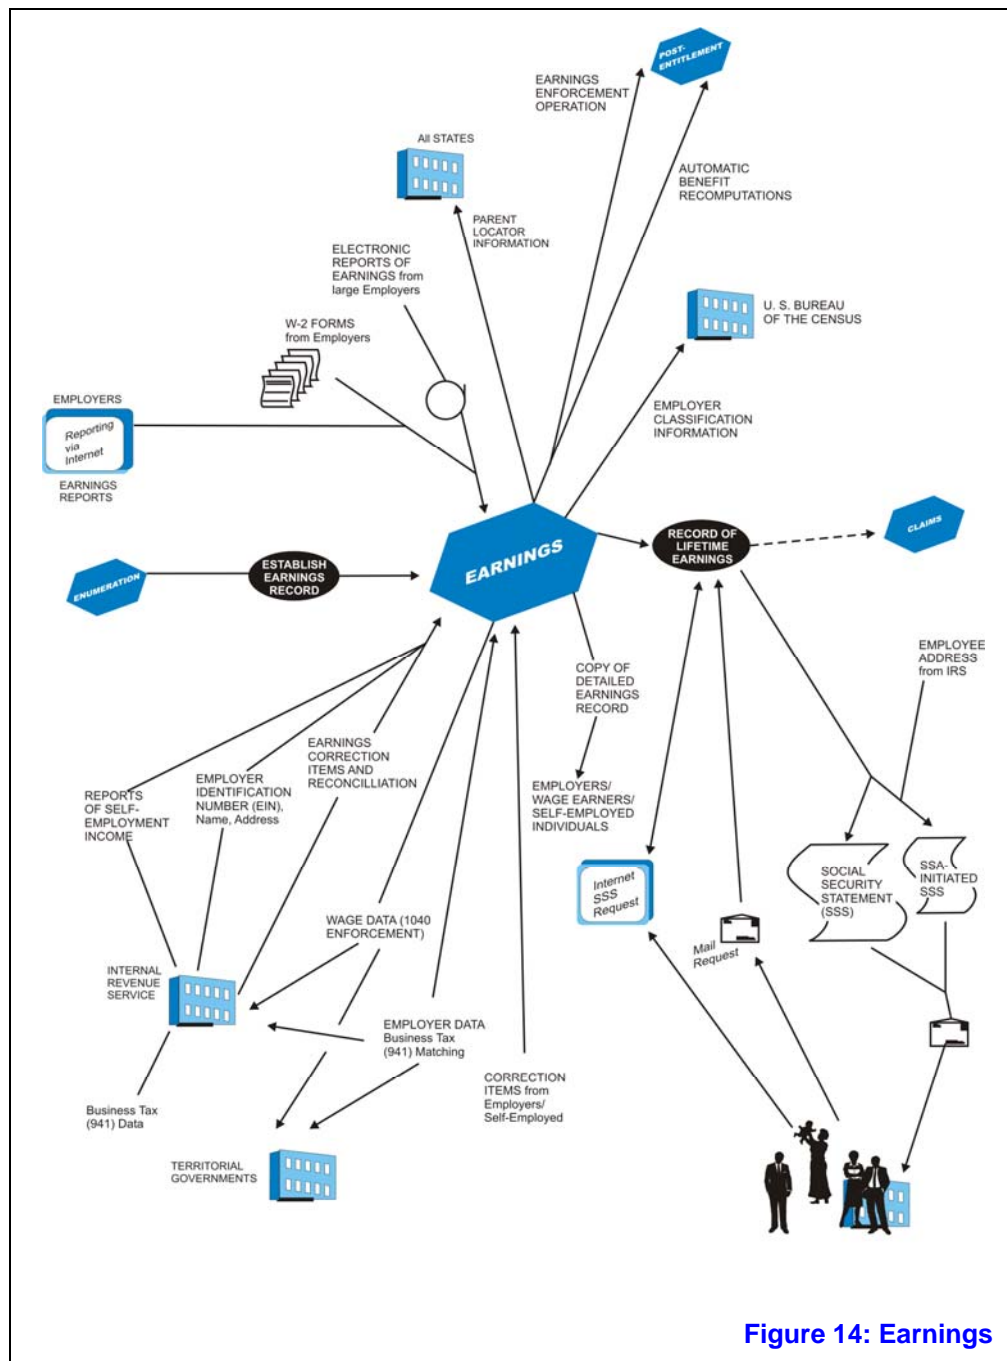 POST-
ENTITLEMENT
EARNINGS
ENFORCEMENT
OPERATION
All STATES
AUTOMATIC
BENEFIT
RECOMPUTATIONS
PARENT
LOCATOR
INFORMATION
ELECTRONIC
REPORTS OF
EARNINGS from
large Employers
U. S. BUREAU
OF THE CENSUS
W-2 FORMS
from Employers
EMPLOYERS
Reporting
via
Internet
EARNINGS
REPORTS
EMPLOYER
CLASSIFICATION
INFORMATION
CLAIMS
RECORD OF
LIFETIME
EARNINGS
EARNINGS
ENUMERATION
ESTABLISH
EARNINGS
RECORD
EMPLOYEE
ADDRESS
from IRS
COPY OF
DETAILED
EARNINGS
RECORD
EARNINGS
CORRECTION
ITEMS AND
RECONCILLIATION
EMPLOYER
IDENTIFICATION
NUMBER (EIN),
Name, Address
REPORTS
OF SELF-
EMPLOYMENT
INCOME
EMPLOYERS/
WAGE EARNERS/
SELF-EMPLOYED
INDIVIDUALS
Internet
SSS
Request
SOCIAL
SECURITY
STATEMENT
(SSS)
SSA-
INITIATED
SSS
WAGE DATA (1040
ENFORCEMENT)
Mail
Request
INTERNAL
REVENUE
SERVICE
EMPLOYER DATA
Business Tax
(941) Matching
CORRECTION
ITEMS from
Employers/
Self-Employed
Business Tax
(941) Data
TERRITORIAL
GOVERNMENTS
Figure 14: Earnings